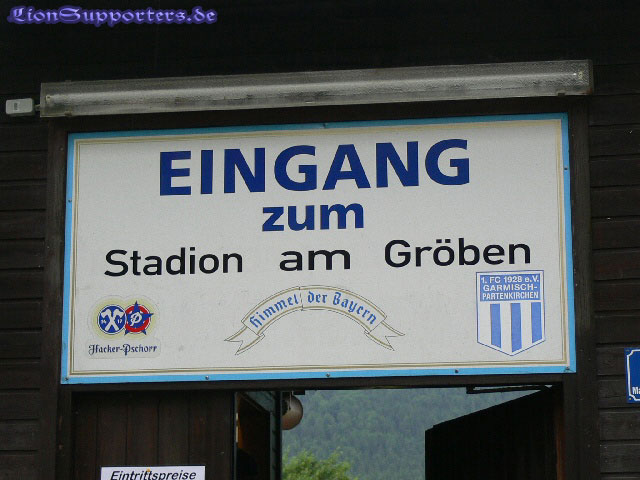 LionSupporters.de
EINGANG
zum
Stadion am Gröben
1. FC 1928 e.V.
GARMISCH-
PARTENKIRCHEN
Himmel der Bayern
Hacker-Pschorr
Eintrittspreise